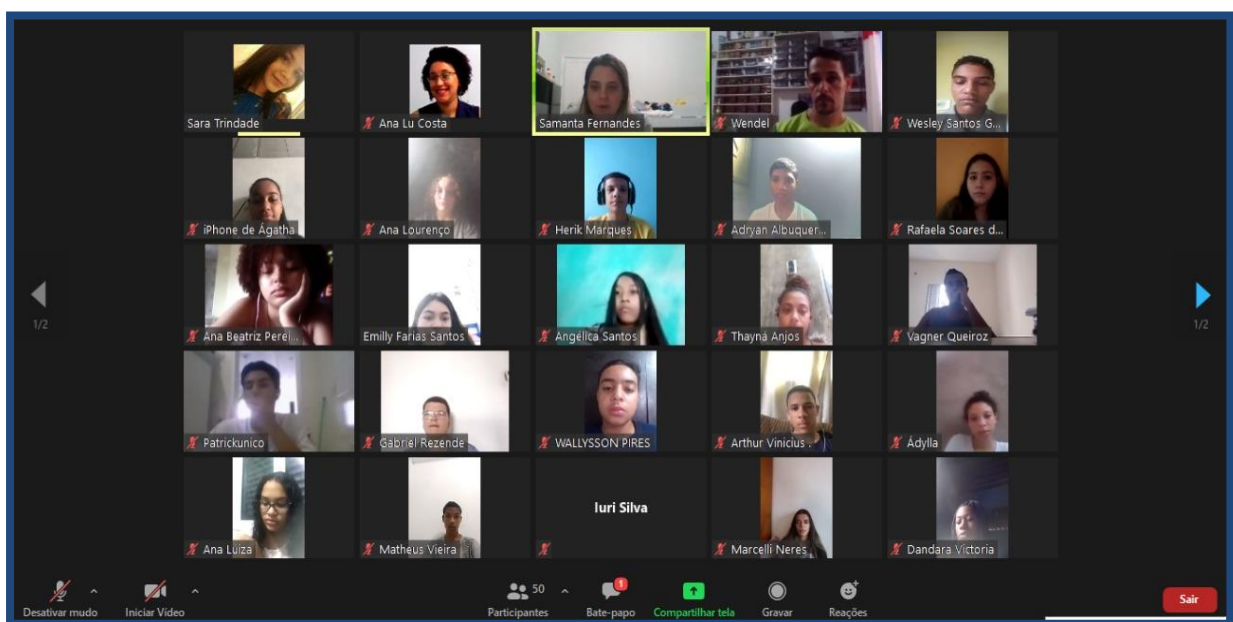 Sara Trindade
Ana Lu Costa
Samanta Fernandes
Wendel
Wesley Santos G...
iPhone de Ágatha
Ana Lourenço
Herik Marques
Adryan Albuquer...
Rafaela Soares d...
Ana Beatriz Perei...
Emilly Farias Santos
Angélica Santos
Thayná Anjos
Vagner Queiroz
1/2
1/2
Patrickunico
Gabriel Rezende
WALLYSSON PIRES
Arthur Vinícius .
Ádylla
Ana Luiza
Matheus Vieira
Iuri Silva
Marcelli Neres
Dandara Victoria
Desativar mudo
Iniciar Vídeo
50
Participantes
1
Bate-papo
Compartilhar tela
Gravar
Reações
Sair